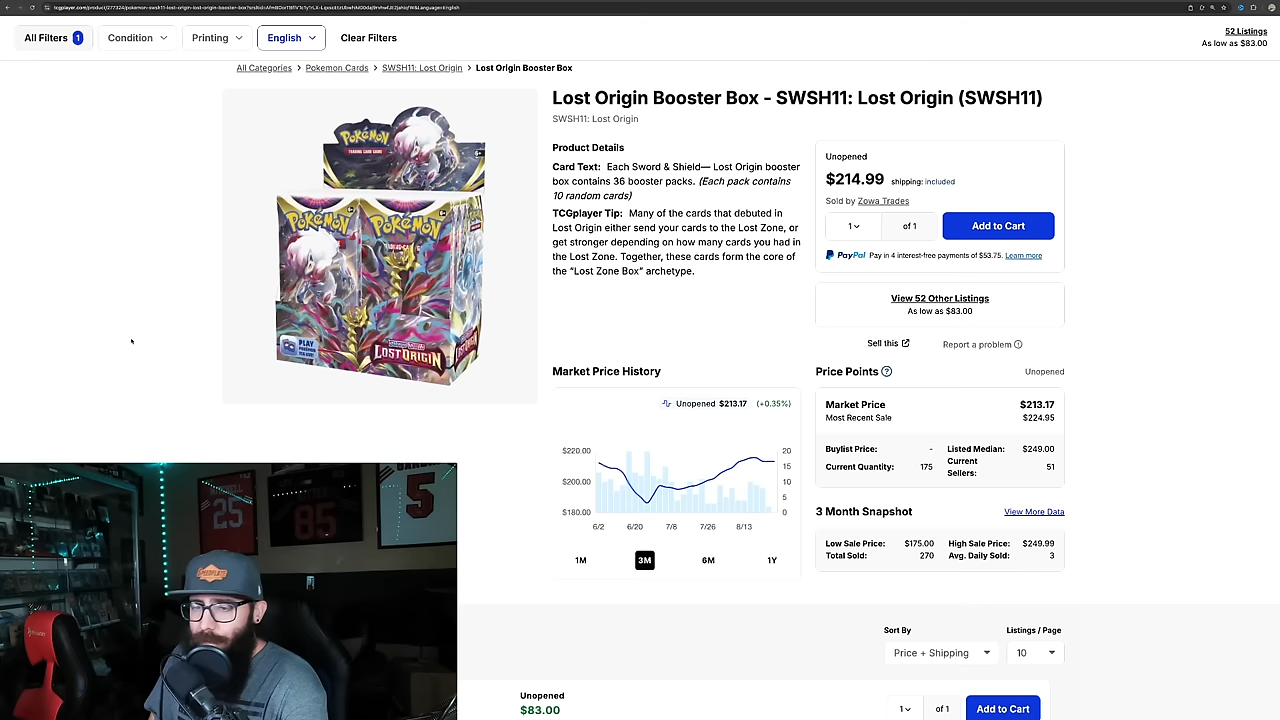 All Filters 1
Condition
Printing
English
Clear Filters
52 Listings
As low as $83.00
All Categories > Pokemon Cards > SWSH11: Lost Origin > Lost Origin Booster Box
Lost Origin Booster Box - SWSH11: Lost Origin (SWSH11)
SWSH11: Lost Origin
Product Details
Card Text: Each Sword & Shield— Lost Origin booster
box contains 36 booster packs. (Each pack contains
10 random cards)
TCGplayer Tip: Many of the cards that debuted in
Lost Origin either send your cards to the Lost Zone, or
get stronger depending on how many cards you had in
the Lost Zone. Together, these cards form the core of
the “Lost Zone Box” archetype.
Unopened
$214.99 shipping: included
Sold by Zowa Trades
1 of 1 Add to Cart
PayPal Pay in 4 interest-free payments of $53.75. Learn more
View 52 Other Listings
As low as $83.00
Sell this
Report a problem
POKÉMON
TRADING CARD GAME
6+
POKÉMON
POKÉMON
LOST ORIGIN
Market Price History
Unopened $213.17 (+0.35%)
$220.00
$200.00
$180.00
20
15
10
5
0
6/2 6/20 7/8 7/26 8/13
1M 3M 6M 1Y
Price Points
Unopened
Market Price $213.17
Most Recent Sale $224.95
Buylist Price: -
Listed Median: $249.00
Current Quantity: 175
Current
Sellers: 51
3 Month Snapshot
View More Data
Low Sale Price: $175.00
High Sale Price: $249.99
Total Sold: 270
Avg. Daily Sold: 3
Sort By
Listings / Page
Price + Shipping
10
Unopened
$83.00
1 of 1 Add to Cart
25
85
5